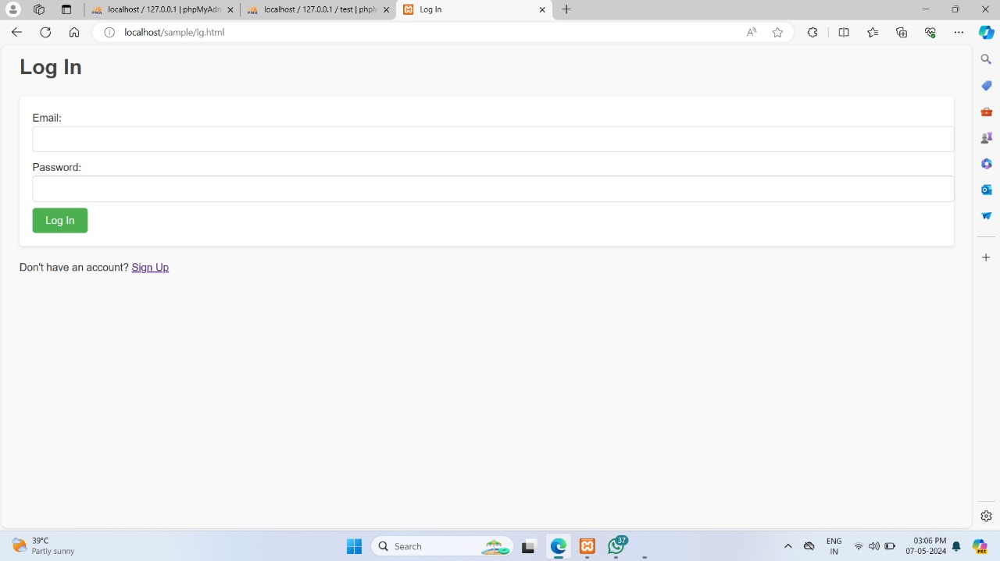 localhost / 127.0.0.1 | phpMyAdm
localhost / 127.0.0.1 / test | phpM
Log In
localhost/sample/lg.html
Log In
Email:
Password:
Log In
Don't have an account? Sign Up
39°C
Partly sunny
Search
37
ENG
IN
03:06 PM
07-05-2024
PRE